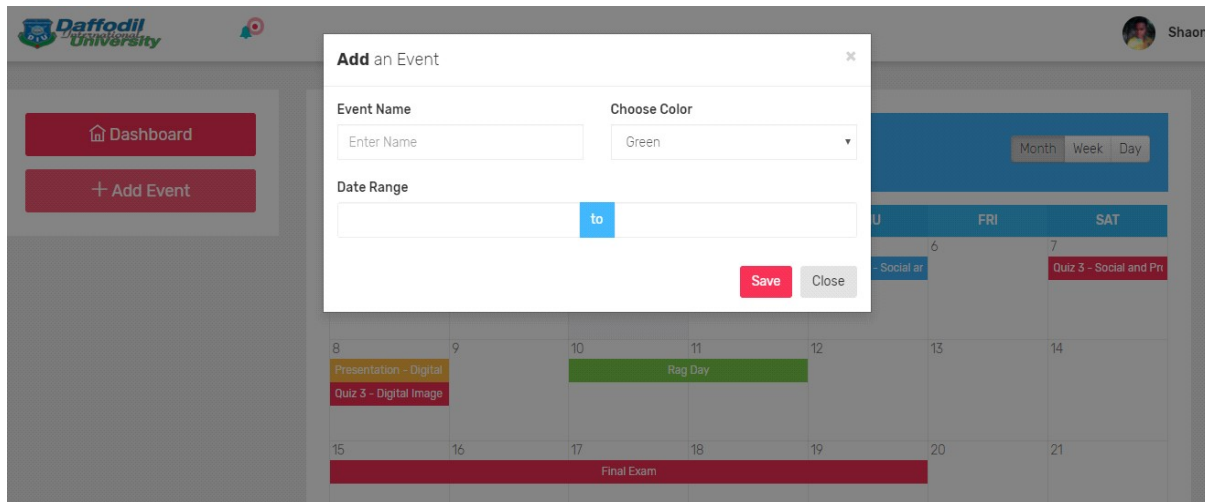 Daffodil
International
University
Shaon
Add an Event
×
Event Name
Choose Color
Enter Name
Green
Date Range
to
Save
Close
Dashboard
+ Add Event
Month Week Day
U FRI SAT
6 7
- Social ar
Quiz 3 - Social and Pro
8 9 10 11 12 13 14
Presentation - Digital
Rag Day
Quiz 3 - Digital Image
15 16 17 18 19 20 21
Final Exam